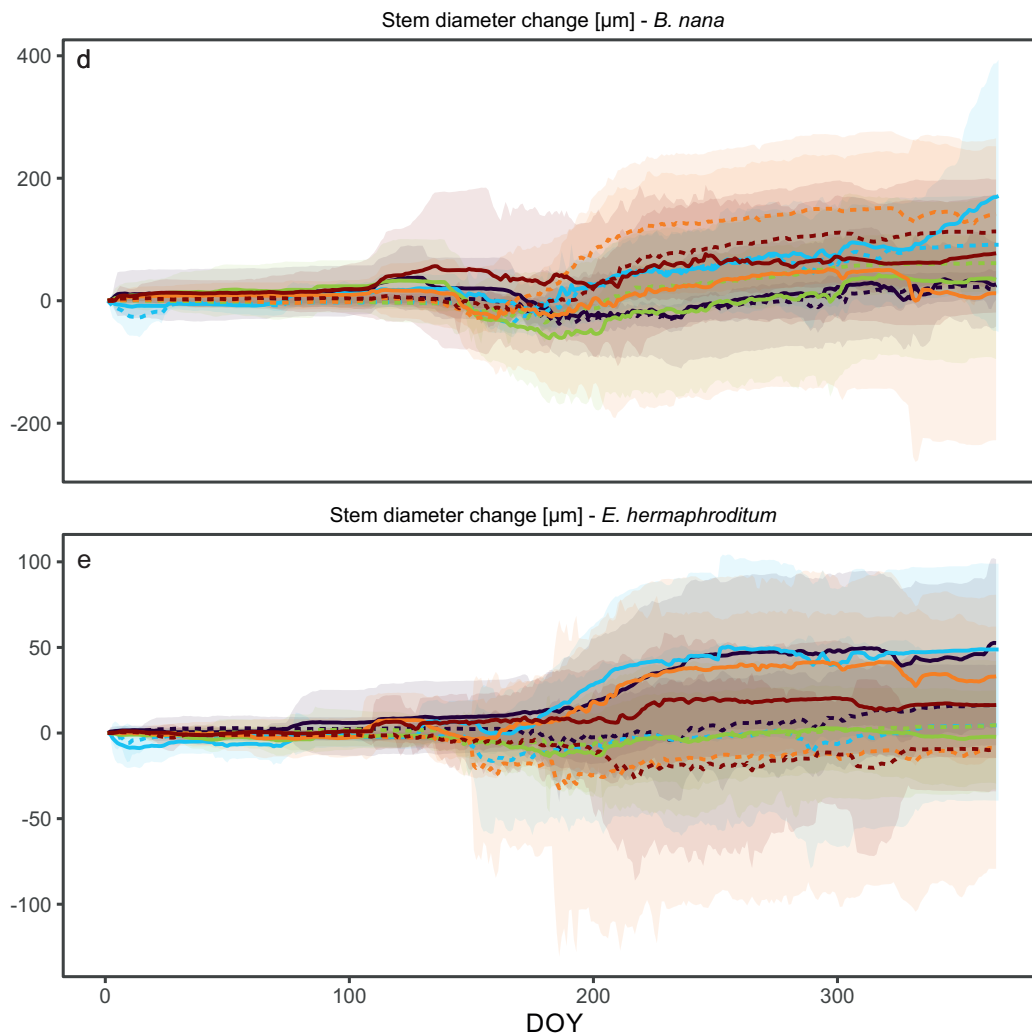 Stem diameter change [µm] - B. nana
d
400
200
0
-200
Stem diameter change [µm] - E. hermaphroditum
e
100
50
0
-50
-100
0 100 200 300
DOY